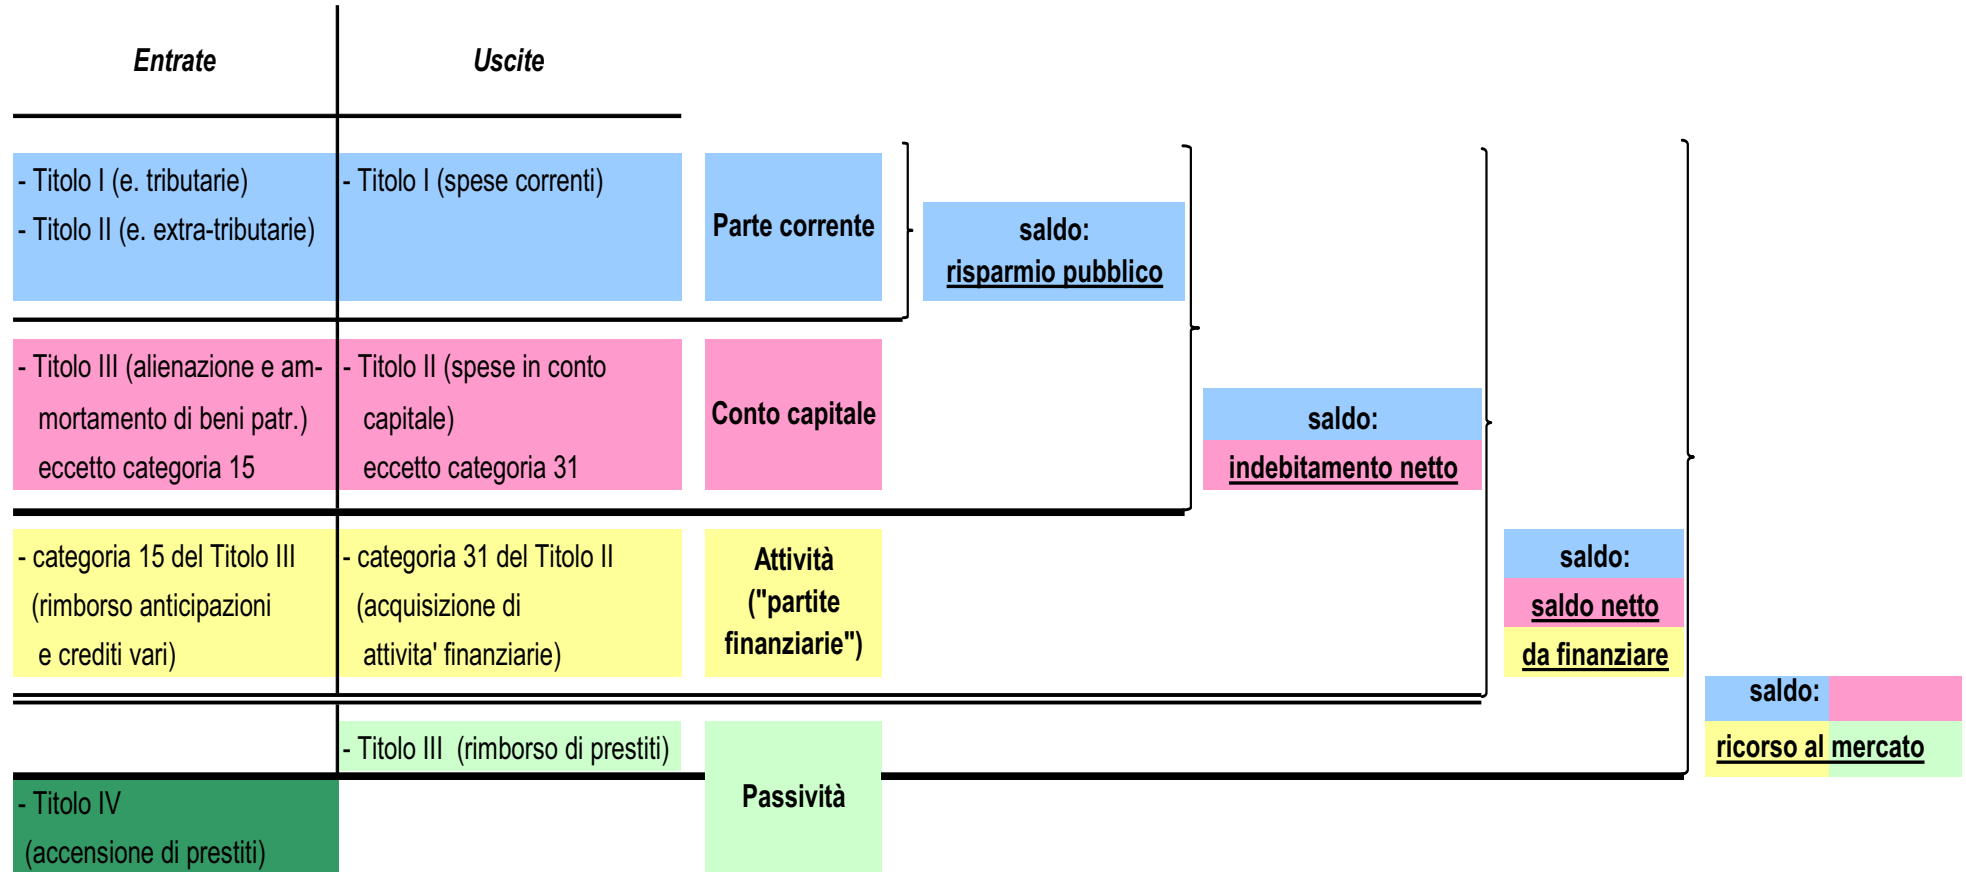 Entrate Uscite
- Titolo I (e. tributarie)
- Titolo II (e. extra-tributarie)
- Titolo I (spese correnti)
Parte corrente
saldo:
risparmio pubblico
- Titolo III (alienazione e am-
mortamento di beni patr.)
eccetto categoria 15
- Titolo II (spese in conto
capitale)
eccetto categoria 31
Conto capitale
saldo:
indebitamento netto
- categoria 15 del Titolo III
(rimborso anticipazioni
e crediti vari)
- categoria 31 del Titolo II
(acquisizione di
attivita' finanziarie)
Attività
("partite
finanziarie")
saldo:
saldo netto
da finanziare
- Titolo III (rimborso di prestiti)
saldo:
ricorso al mercato
- Titolo IV
(accensione di prestiti)
Passività